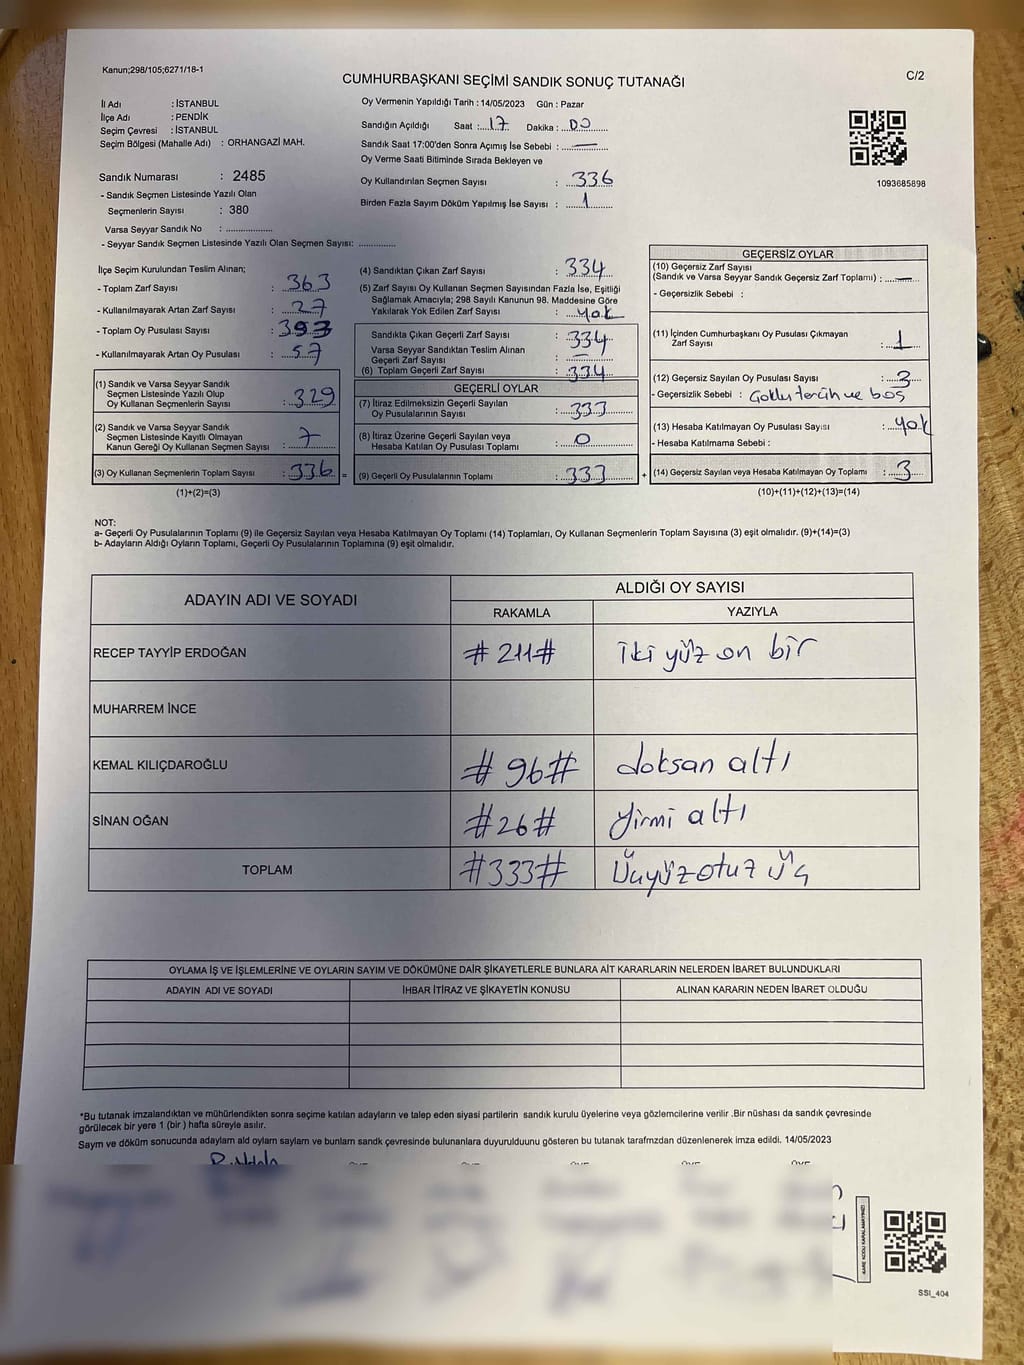 Kanun;298/105;6271/18-1
C/2
CUMHURBAŞKANI SEÇİMİ SANDIK SONUÇ TUTANAĞI
İl Adı : İSTANBUL
İlçe Adı : PENDİK
Seçim Çevresi : İSTANBUL
Seçim Bölgesi (Mahalle Adı) : ORHANGAZİ MAH.
Sandık Numarası : 2485
- Sandık Seçmen Listesinde Yazılı Olan
Seçmenlerin Sayısı : 380
Varsa Seyyar Sandık No : ................
- Seyyar Sandık Seçmen Listesinde Yazılı Olan Seçmen Sayısı: .............
Oy Vermenin Yapıldığı Tarih : 14/05/2023 Gün : Pazar
Sandığın Açıldığı Saat : 17 Dakika : 00
Sandık Saat 17:00'den Sonra Açımış İse Sebebi : —
Oy Verme Saati Bitiminde Sırada Bekleyen ve
Oy Kullandırılan Seçmen Sayısı : 336
Birden Fazla Sayım Döküm Yapılmış İse Sayısı : 1
1093685898
İlçe Seçim Kurulundan Teslim Alınan;
- Toplam Zarf Sayısı : 363
- Kullanılmayarak Artan Zarf Sayısı : 27
- Toplam Oy Pusulası Sayısı : 393
- Kullanılmayarak Artan Oy Pusulası : 57
(1) Sandık ve Varsa Seyyar Sandık
Seçmen Listesinde Yazılı Olup
Oy Kullanan Seçmenlerin Sayısı : 329
(2) Sandık ve Varsa Seyyar Sandık
Seçmen Listesinde Kayıtlı Olmayan
Kanun Gereği Oy Kullanan Seçmen Sayısı : 7
(3) Oy Kullanan Seçmenlerin Toplam Sayısı : 336 =
(1)+(2)=(3)
(4) Sandıktan Çıkan Zarf Sayısı : 334
(5) Zarf Sayısı Oy Kullanan Seçmen Sayısından Fazla İse, Eşitliği
Sağlamak Amacıyla; 298 Sayılı Kanunun 98. Maddesine Göre
Yakılarak Yok Edilen Zarf Sayısı : Yok
Sandıkta Çıkan Geçerli Zarf Sayısı : 334
Varsa Seyyar Sandıktan Teslim Alınan
Geçerli Zarf Sayısı : —
(6) Toplam Geçerli Zarf Sayısı : 334
GEÇERLİ OYLAR
(7) İtiraz Edilmeksizin Geçerli Sayılan
Oy Pusulalarının Sayısı : 333
(8) İtiraz Üzerine Geçerli Sayılan veya
Hesaba Katılan Oy Pusulası Toplamı : 0
(9) Geçerli Oy Pusulalarının Toplamı : 333 +
GEÇERSİZ OYLAR
(10) Geçersiz Zarf Sayısı
(Sandık ve Varsa Seyyar Sandık Geçersiz Zarf Toplamı) : —
- Geçersizlik Sebebi :
(11) İçinden Cumhurbaşkanı Oy Pusulası Çıkmayan
Zarf Sayısı : 1
(12) Geçersiz Sayılan Oy Pusulası Sayısı : 3
- Geçersizlik Sebebi : Çoklu tercih ve boş
(13) Hesaba Katılmayan Oy Pusulası Sayısı : Yok
- Hesaba Katılmama Sebebi :
(14) Geçersiz Sayılan veya Hesaba Katılmayan Oy Toplamı : 3
(10)+(11)+(12)+(13)=(14)
NOT:
a- Geçerli Oy Pusulalarının Toplamı (9) ile Geçersiz Sayılan veya Hesaba Katılmayan Oy Toplamı (14) Toplamları, Oy Kullanan Seçmenlerin Toplam Sayısına (3) eşit olmalıdır. (9)+(14)=(3)
b- Adayların Aldığı Oyların Toplamı, Geçerli Oy Pusulalarının Toplamına (9) eşit olmalıdır.
ADAYIN ADI VE SOYADI ALDIĞI OY SAYISI
RAKAMLA YAZIYLA
RECEP TAYYİP ERDOĞAN #211# iki yüz on bir
MUHARREM İNCE
KEMAL KILIÇDAROĞLU #96# doksan altı
SİNAN OĞAN #26# yirmi altı
TOPLAM #333# Üçyüzotuz üç
OYLAMA İŞ VE İŞLEMLERİNE VE OYLARIN SAYIM VE DÖKÜMÜNE DAİR ŞİKAYETLERLE BUNLARA AİT KARARLARIN NELERDEN İBARET BULUNDUKLARI
ADAYIN ADI VE SOYADI İHBAR İTİRAZ VE ŞİKAYETİN KONUSU ALINAN KARARIN NEDEN İBARET OLDUĞU
*Bu tutanak imzalandıktan ve mühürlendikten sonra seçime katılan adayların ve talep eden siyasi partilerin sandık kurulu üyelerine veya gözlemcilerine verilir .Bir nüshası da sandık çevresinde
görülecek bir yere 1 (bir ) hafta süreyle asılır.
Saym ve döküm sonucunda adaylarn ald oylarn saylarn ve bunlarn sandk çevresinde bulunanlara duyurulduunu gösteren bu tutanak tarafmzdan düzenlenerek imza edildi. 14/05/2023
KARE KODU KARALAMAYINIZ!
SSI_404